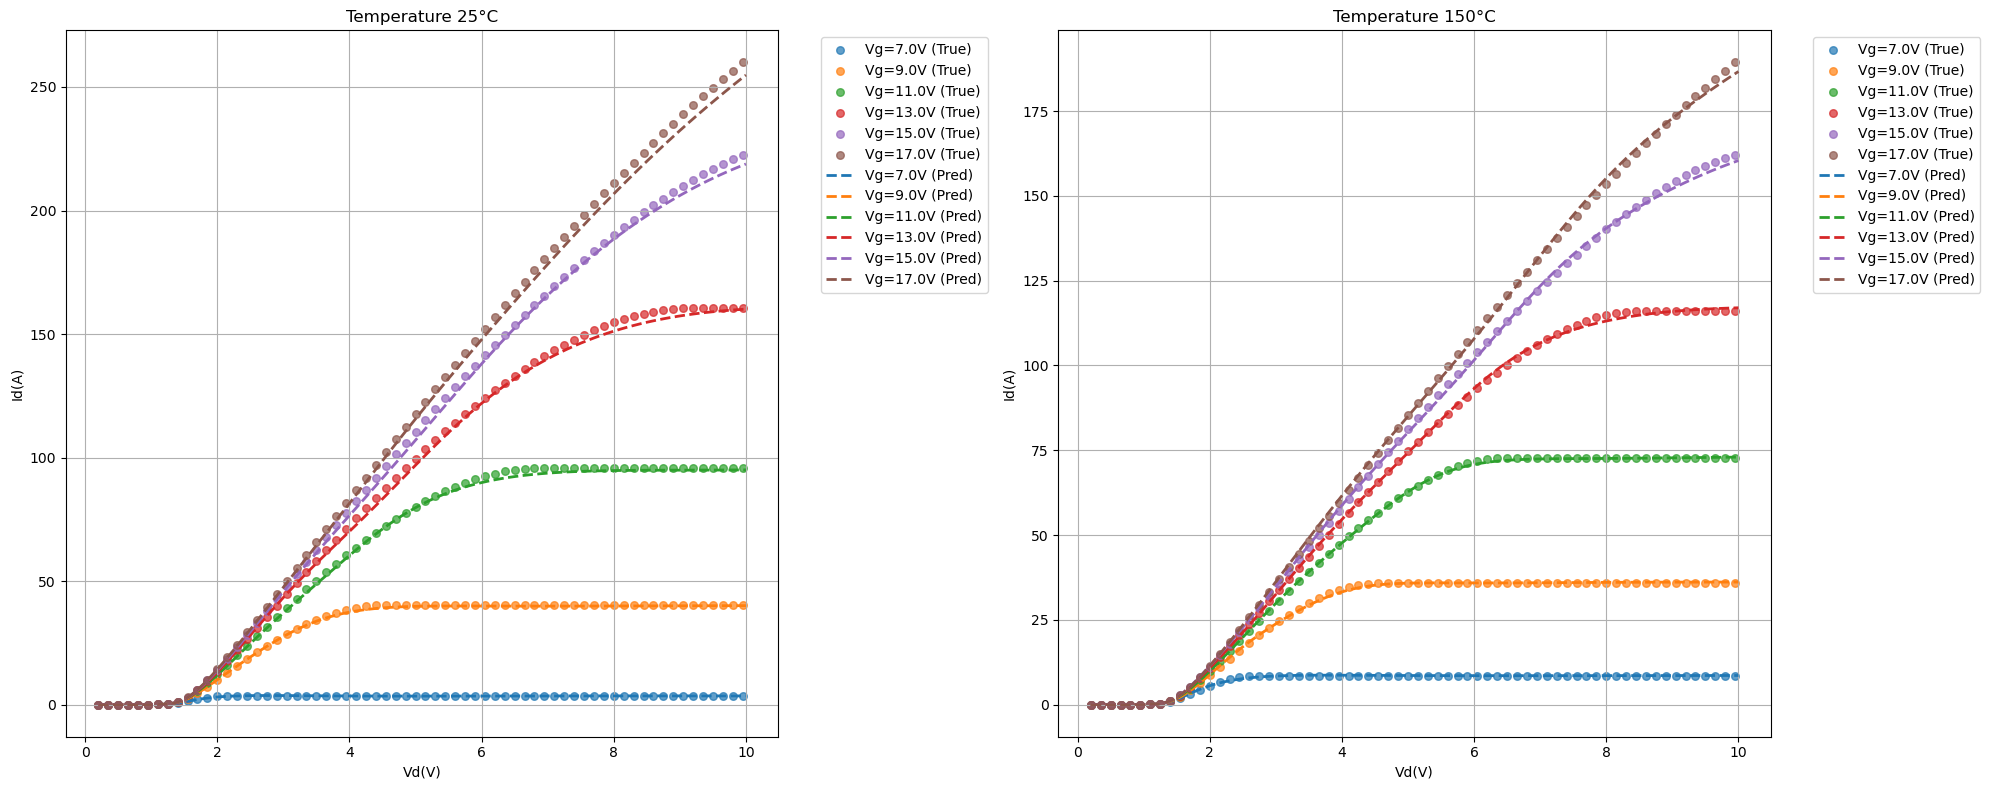 Temperature 25°C
250
200
150
100
50
0
Id(A)
0
2
4
6
8
10
Vd(V)
Vg=7.0V (True)
Vg=9.0V (True)
Vg=11.0V (True)
Vg=13.0V (True)
Vg=15.0V (True)
Vg=17.0V (True)
Vg=7.0V (Pred)
Vg=9.0V (Pred)
Vg=11.0V (Pred)
Vg=13.0V (Pred)
Vg=15.0V (Pred)
Vg=17.0V (Pred)
Temperature 150°C
175
150
125
100
75
50
25
0
Id(A)
0
2
4
6
8
10
Vd(V)
Vg=7.0V (True)
Vg=9.0V (True)
Vg=11.0V (True)
Vg=13.0V (True)
Vg=15.0V (True)
Vg=17.0V (True)
Vg=7.0V (Pred)
Vg=9.0V (Pred)
Vg=11.0V (Pred)
Vg=13.0V (Pred)
Vg=15.0V (Pred)
Vg=17.0V (Pred)